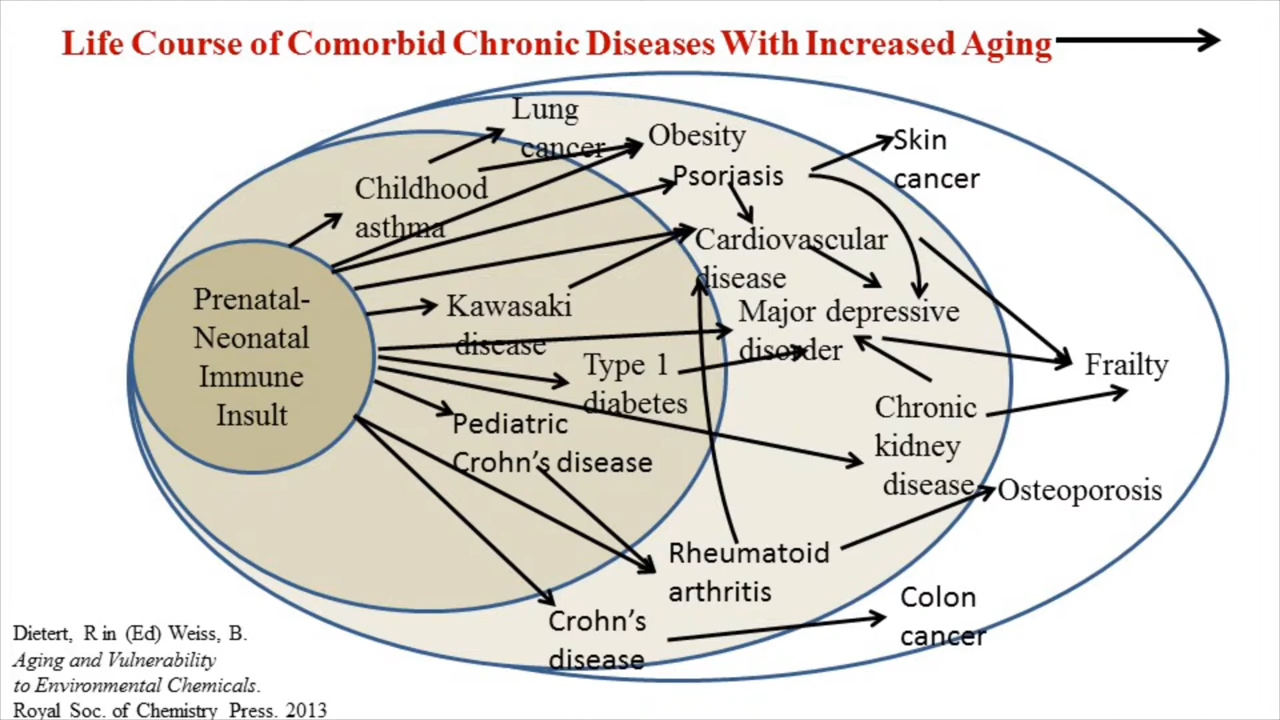 Life Course of Comorbid Chronic Diseases With Increased Aging
Lung
cancer
Obesity
Psoriasis
Skin
cancer
Childhood
asthma
Cardiovascular
disease
Prenatal-
Neonatal
Immune
Insult
Kawasaki
disease
Major depressive
disorder
Type 1
diabetes
Frailty
Pediatric
Crohn’s disease
Chronic
kidney
disease
Osteoporosis
Rheumatoid
arthritis
Crohn’s
disease
Colon
cancer
Dietert, R in (Ed) Weiss, B.
Aging and Vulnerability
to Environmental Chemicals.
Royal Soc. of Chemistry Press. 2013